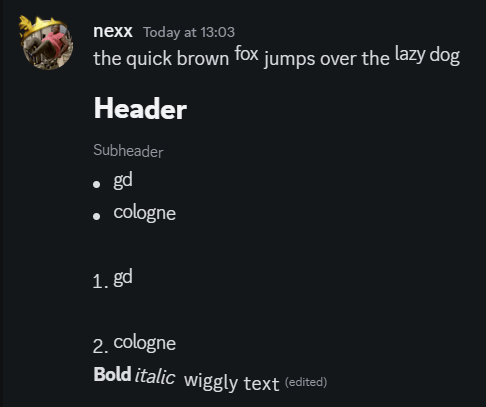 nexx Today at 13:03
the quick brown fox jumps over the lazy dog
Header
Subheader
• gd
• cologne
1. gd
2. cologne
Bold italic wiggly text (edited)